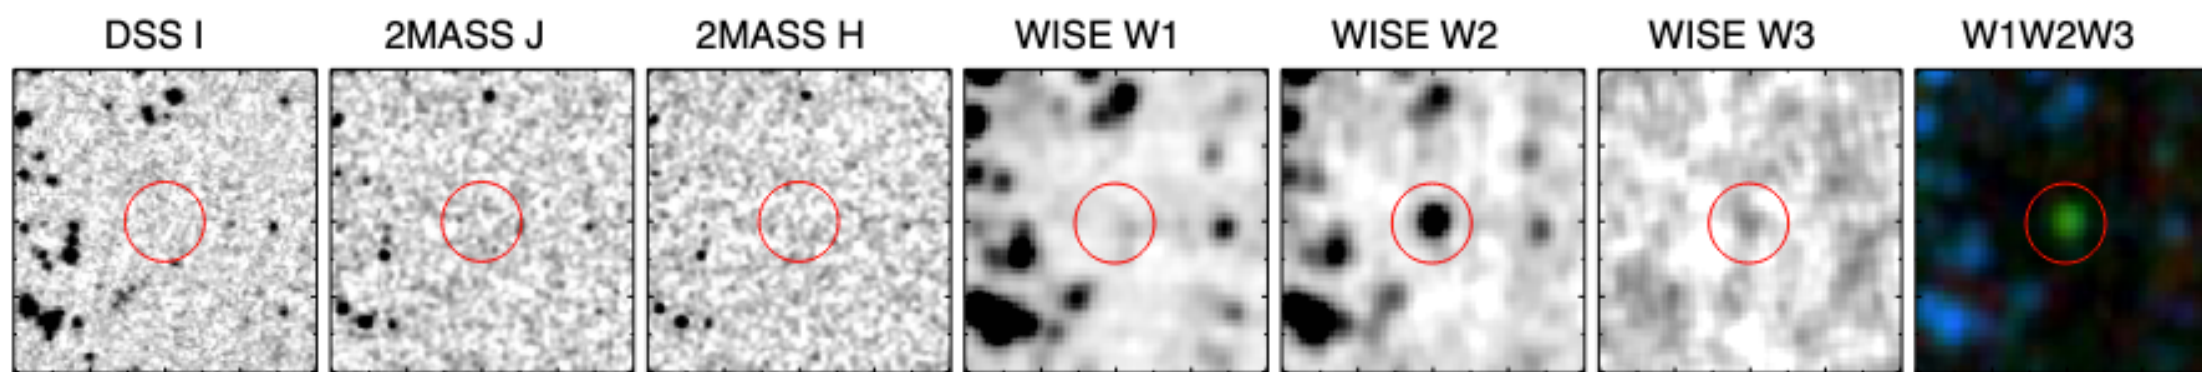 DSS I 2MASS J 2MASS H WISE W1 WISE W2 WISE W3 W1W2W3